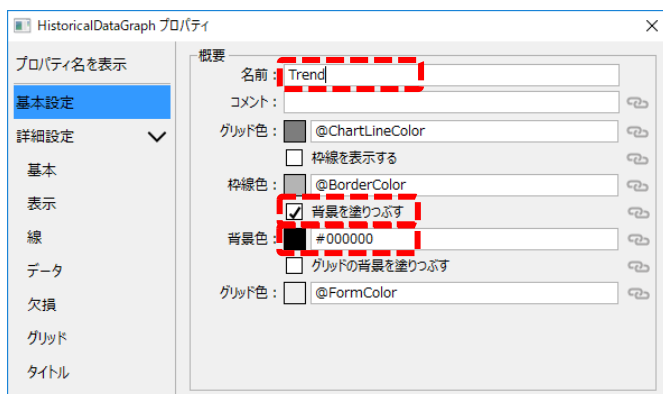 HistoricalDataGraph プロパティ
プロパティ名を表示
基本設定
詳細設定
基本
表示
線
データ
欠損
グリッド
タイトル
概要
名前： Trend
コメント：
グリッド色： @ChartLineColor
枠線を表示する
枠線色： @BorderColor
背景を塗りつぶす
背景色： #000000
グリッドの背景を塗りつぶす
グリッド色： @FormColor